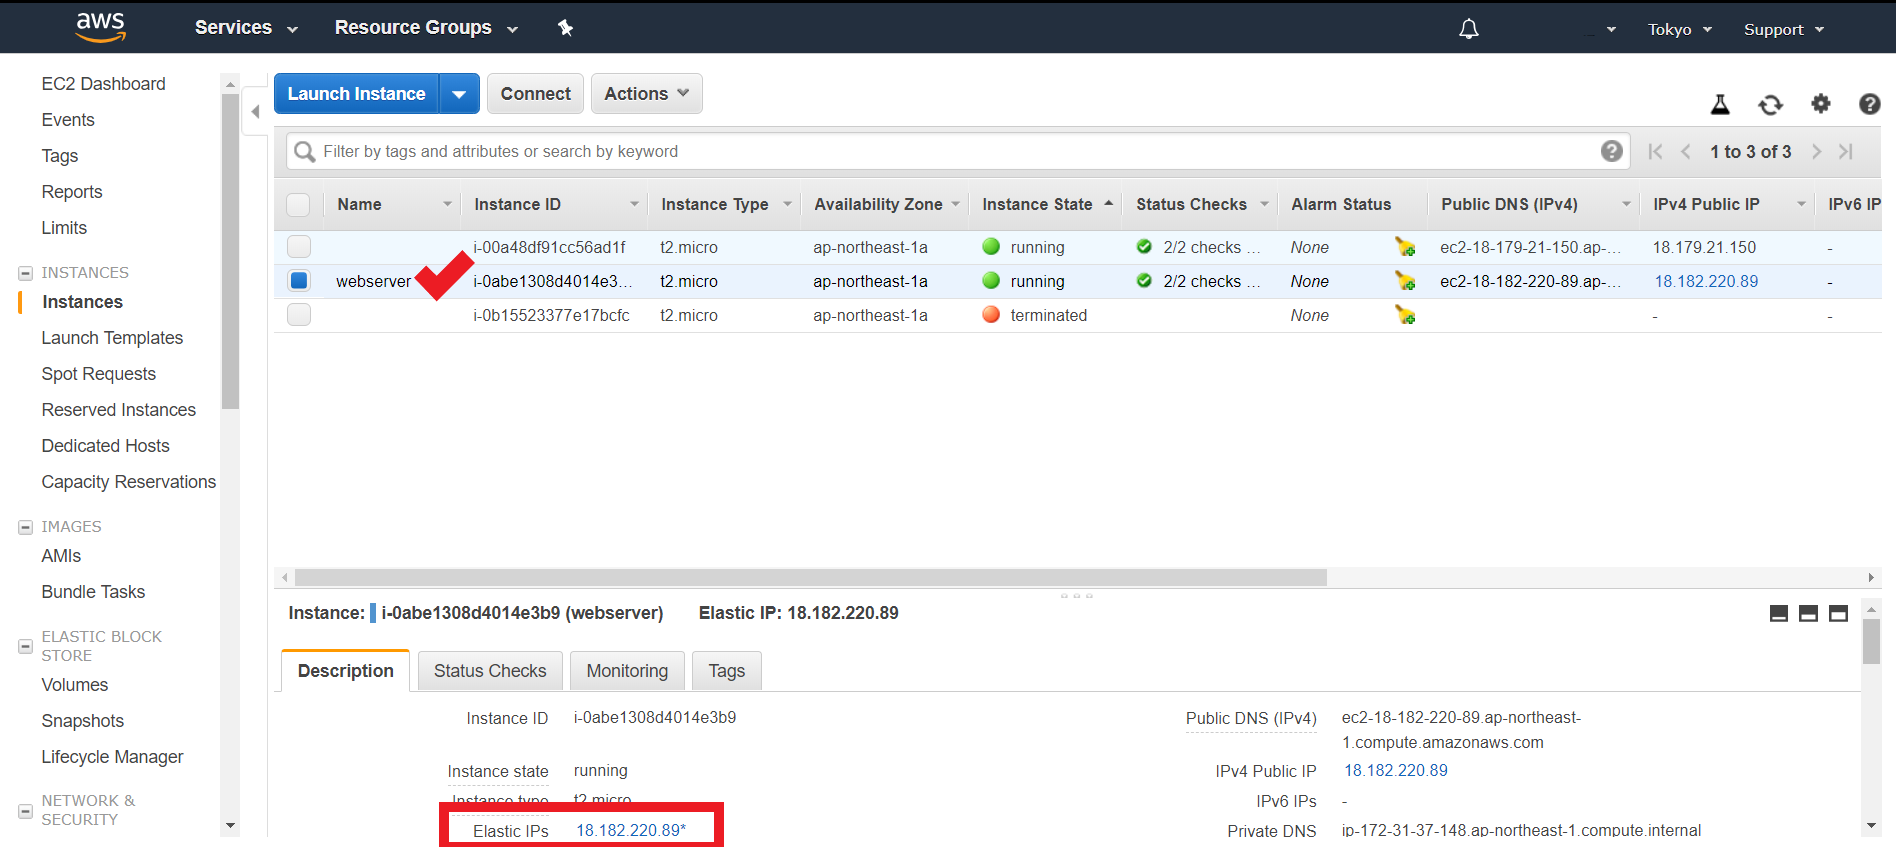 aws Services Resource Groups Tokyo Support
EC2 Dashboard
Events
Tags
Reports
Limits
INSTANCES
Instances
Launch Templates
Spot Requests
Reserved Instances
Dedicated Hosts
Capacity Reservations
IMAGES
AMIs
Bundle Tasks
ELASTIC BLOCK
STORE
Volumes
Snapshots
Lifecycle Manager
NETWORK &
SECURITY
Launch Instance Connect Actions
Filter by tags and attributes or search by keyword 1 to 3 of 3
Name Instance ID Instance Type Availability Zone Instance State Status Checks Alarm Status Public DNS (IPv4) IPv4 Public IP IPv6 IP
i-00a48df91cc56ad1f t2.micro ap-northeast-1a running 2/2 checks ... None ec2-18-179-21-150.ap-... 18.179.21.150 -
webserver i-0abe1308d4014e3... t2.micro ap-northeast-1a running 2/2 checks ... None ec2-18-182-220-89.ap-... 18.182.220.89 -
i-0b15523377e17bcfc t2.micro ap-northeast-1a terminated None - -
Instance: i-0abe1308d4014e3b9 (webserver) Elastic IP: 18.182.220.89
Description Status Checks Monitoring Tags
Instance ID i-0abe1308d4014e3b9
Instance state running
Instance type t2.micro
Elastic IPs 18.182.220.89*
Public DNS (IPv4) ec2-18-182-220-89.ap-northeast-
1.compute.amazonaws.com
IPv4 Public IP 18.182.220.89
IPv6 IPs -
Private DNS ip-172-31-37-148.ap-northeast-1.compute.internal